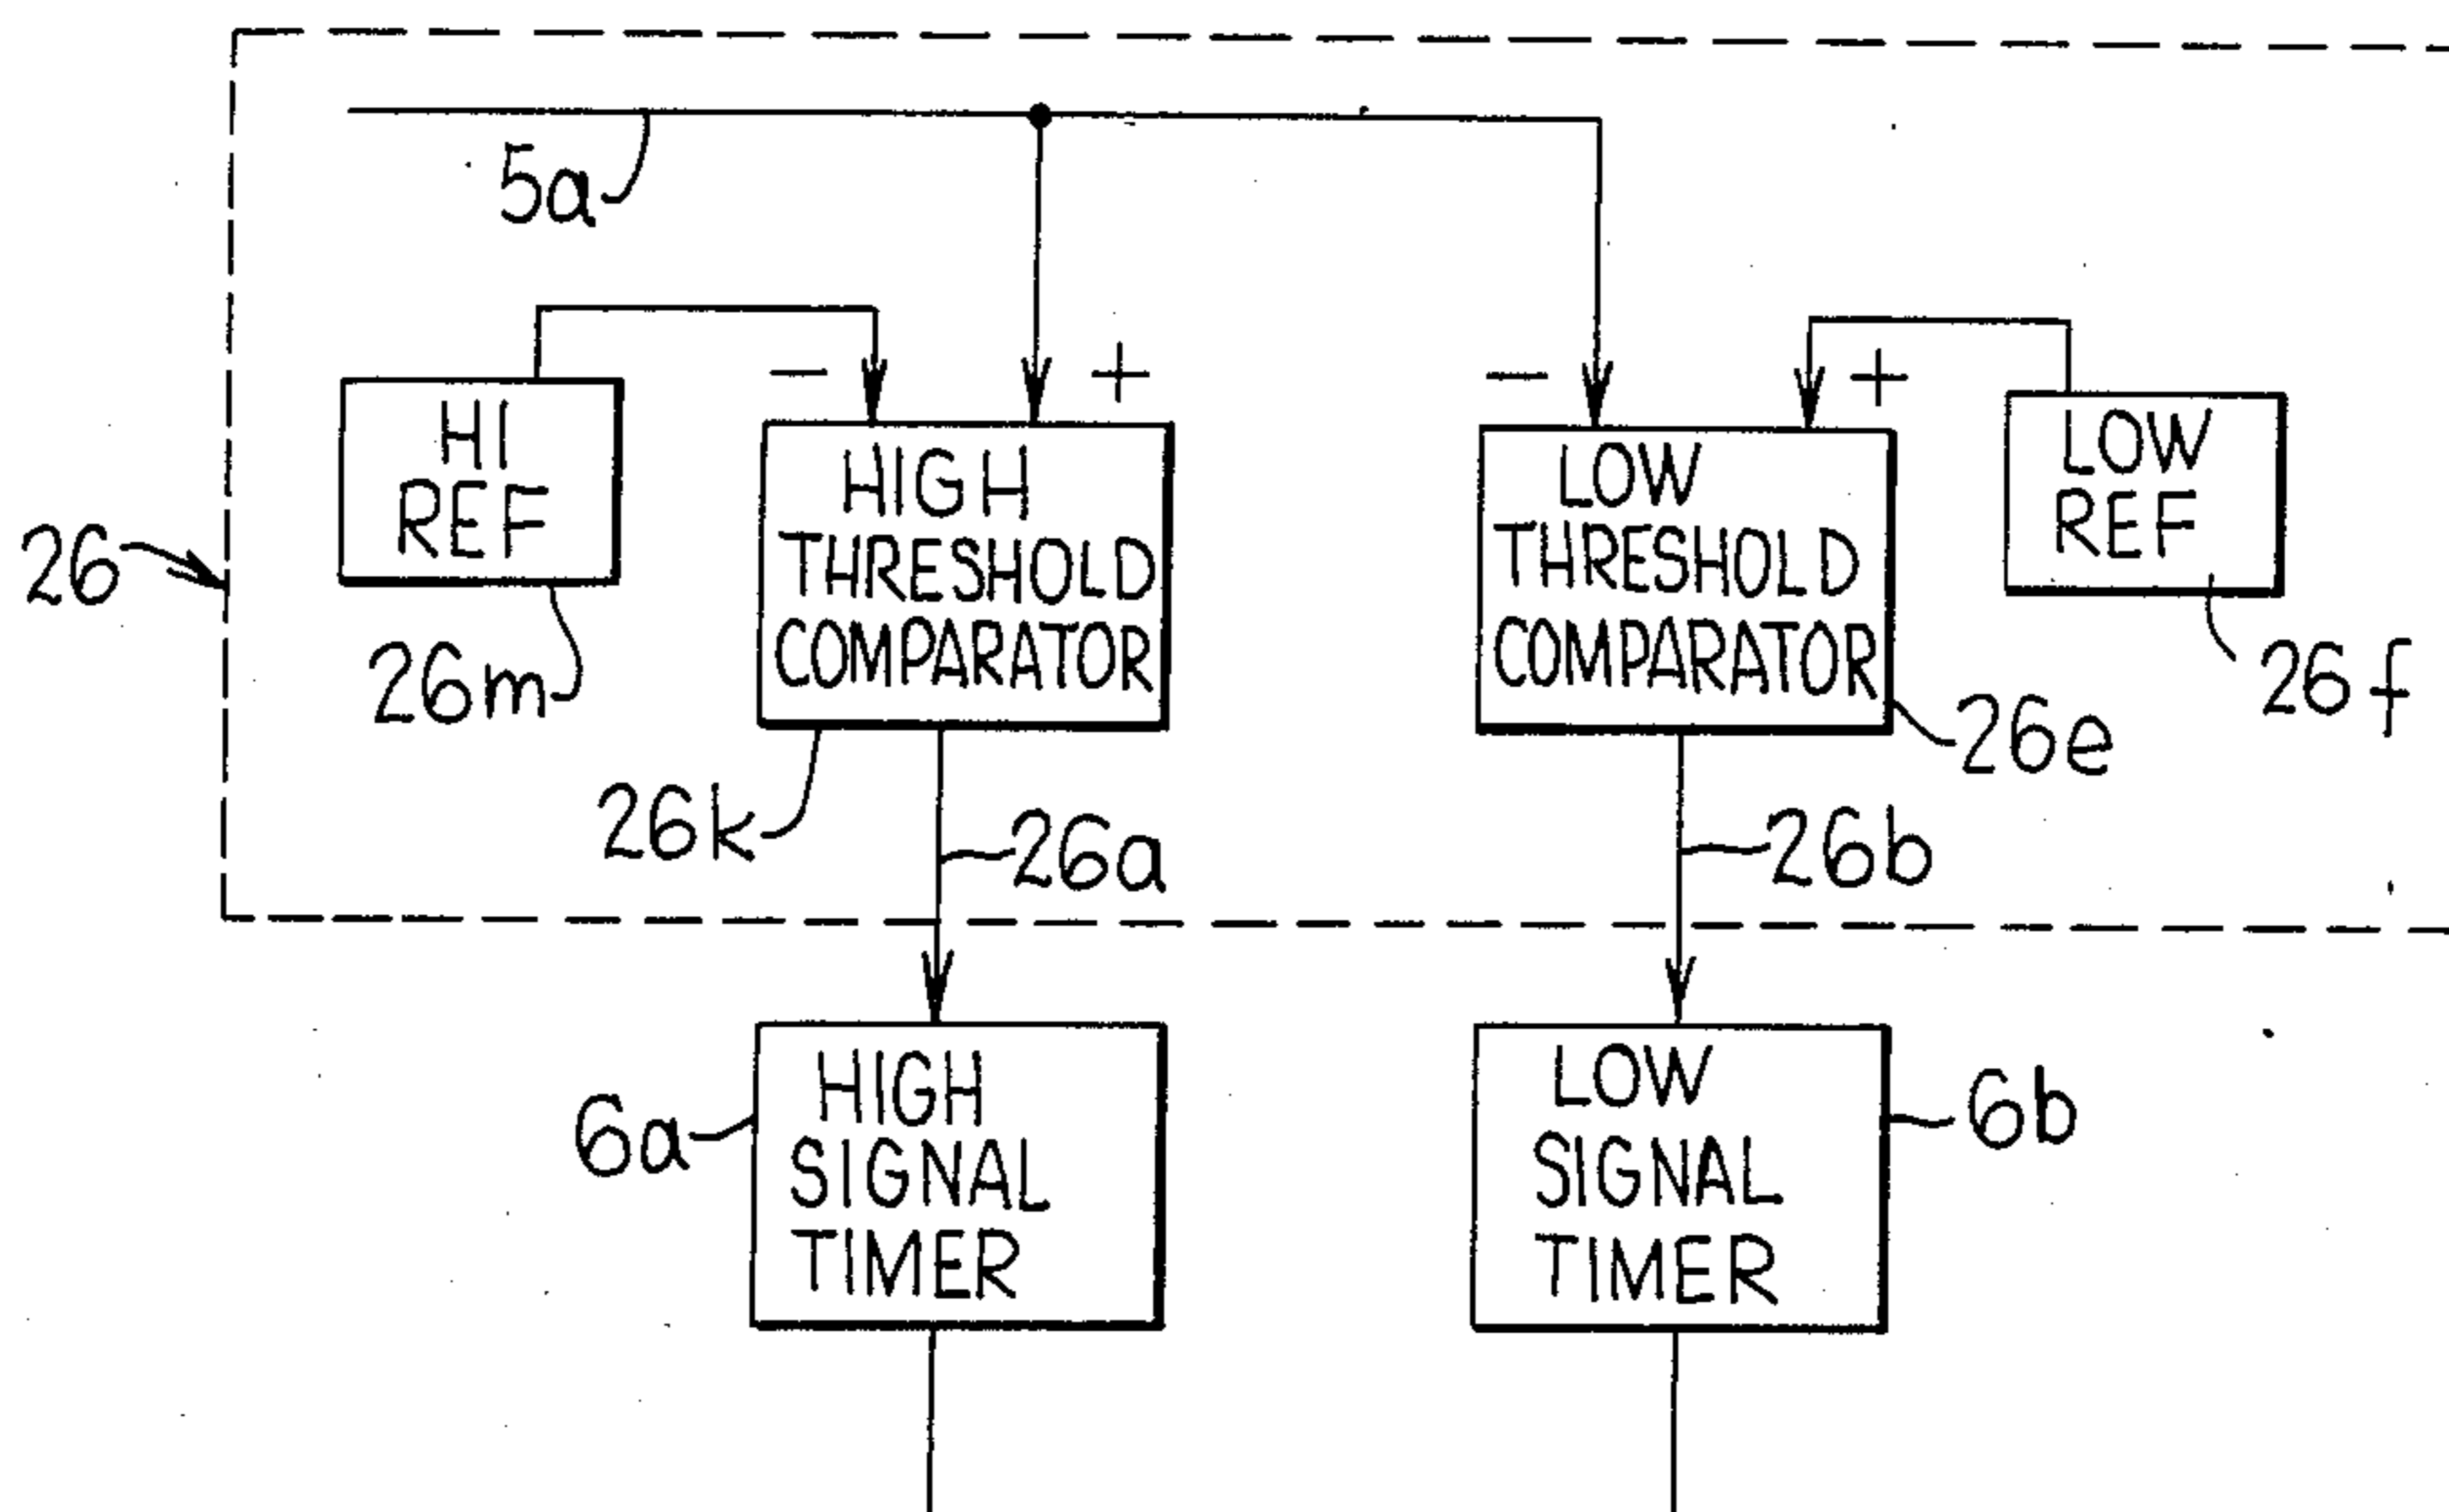 5a
− + − +
HI
REF
HIGH
THRESHOLD
COMPARATOR
LOW
THRESHOLD
COMPARATOR
LOW
REF
26
26m
26f
26e
26k
26a
26b
HIGH
SIGNAL
TIMER
6a
LOW
SIGNAL
TIMER
6b